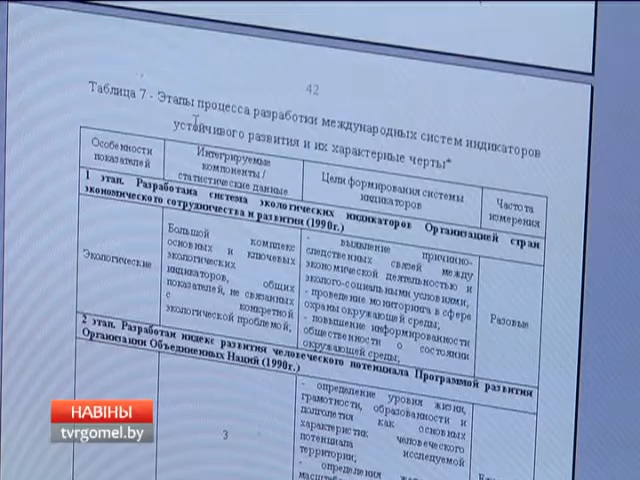 42
Таблица 7 - Этапы процесса разработки международных систем индикаторов
устойчивого развития и их характерные черты*
Особенности
показателей
Интегрируемые
компоненты /
статистические данные
Цели формирования системы
индикаторов
Частота
измерения
1 этап. Разработана система экологических индикаторов Организацией стран
экономического сотрудничества и развития (1990г.)
Экологические
Большой комплекс
основных и ключевых
экологических
индикаторов, общих
показателей, не связанных
с конкретной
экологической проблемой;
- выявление причинно-
следственных связей между
экономической деятельностью и
эколого-социальными условиями;
- проведение мониторинга в сфере
охраны окружающей среды;
- повышение информированности
общественности о состоянии
окружающей среды;
Разовые
2 этап. Разработан индекс развития человеческого потенциала Программой развития
Организации Объединенных Наций (1990г.)
3
- определение уровня жизни,
грамотности, образованности и
долголетия как основных
характеристик человеческого
потенциала исследуемой
территории;
- определения
НАВІНЫ
tvrgomel.by